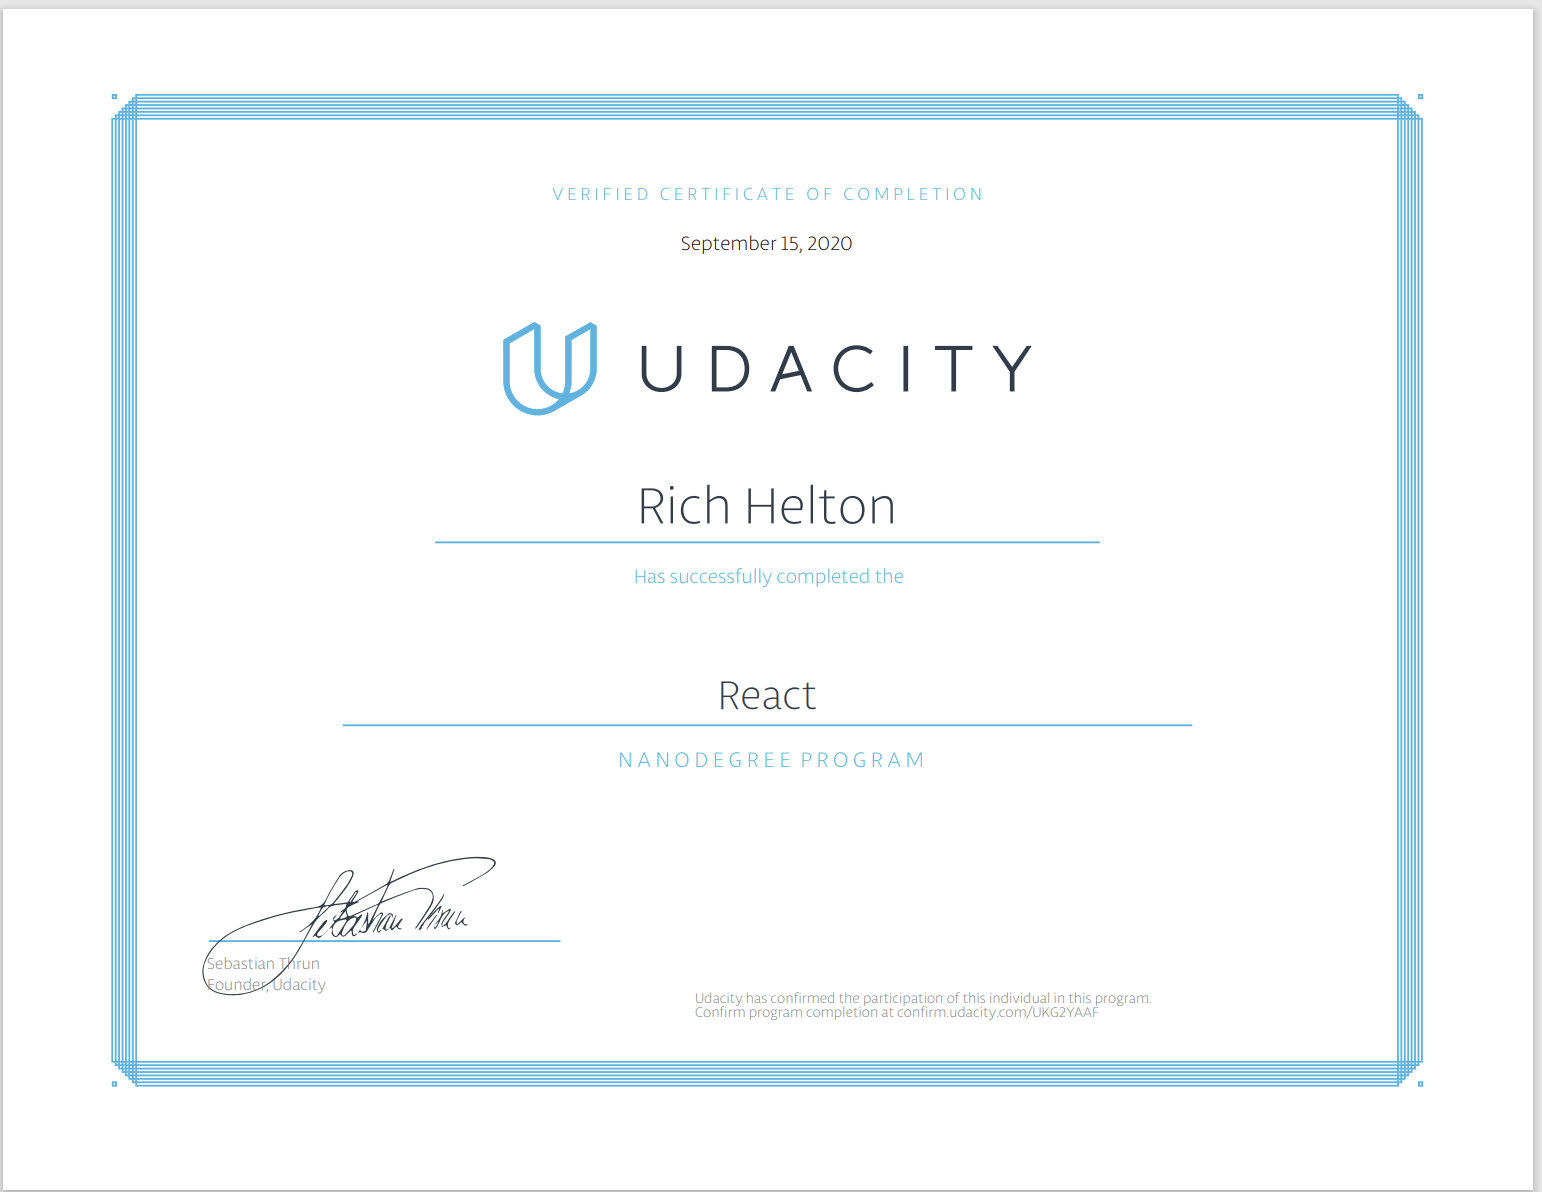 VERIFIED CERTIFICATE OF COMPLETION
September 15, 2020
UDACITY
Rich Helton
Has successfully completed the
React
NANODEGREE PROGRAM
Sebastian Thrun
Sebastian Thrun
Founder, Udacity
Udacity has confirmed the participation of this individual in this program.
Confirm program completion at confirm.udacity.com/UKG2YAAF